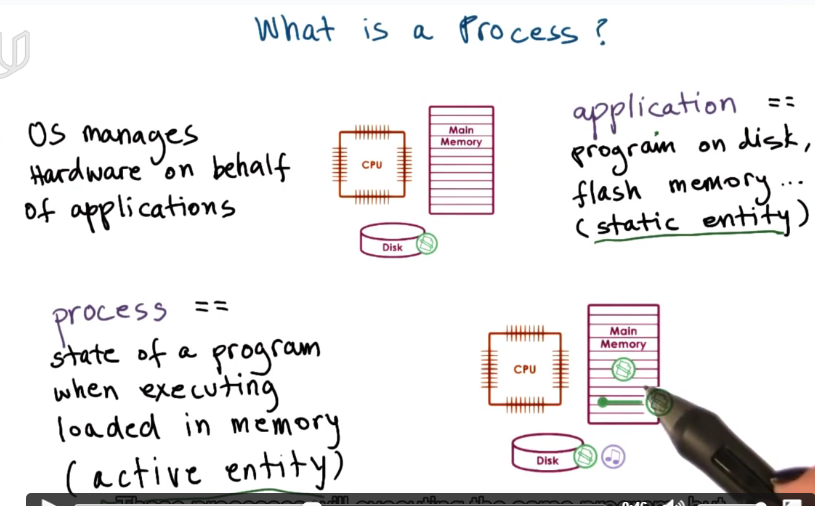 What is a Process?
OS manages
Hardware on behalf
of applications
CPU
Main
Memory
Disk
application ==
program on disk,
flash memory...
(static entity)
process ==
state of a program
when executing
loaded in memory
(active entity)
CPU
Main
Memory
Disk